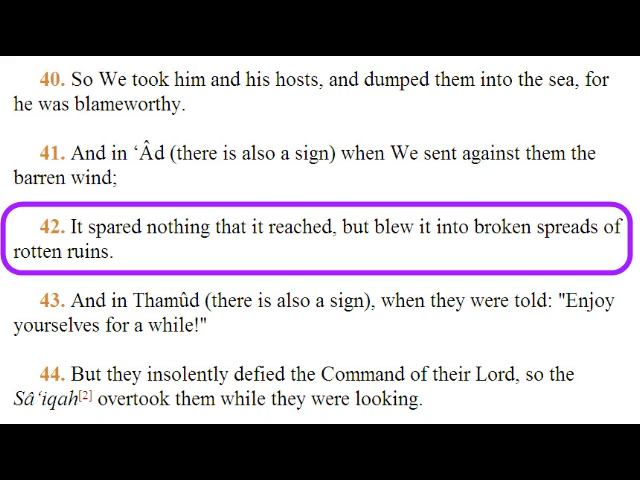 40. So We took him and his hosts, and dumped them into the sea, for
he was blameworthy.
41. And in ‘Âd (there is also a sign) when We sent against them the
barren wind;
42. It spared nothing that it reached, but blew it into broken spreads of
rotten ruins.
43. And in Thamûd (there is also a sign), when they were told: "Enjoy
yourselves for a while!"
44. But they insolently defied the Command of their Lord, so the
Sâ‘iqah[2] overtook them while they were looking.